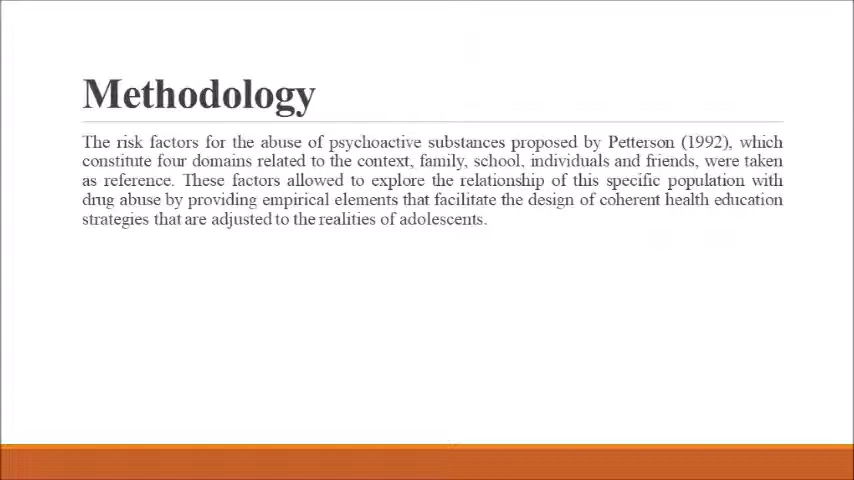 Methodology
The risk factors for the abuse of psychoactive substances proposed by Petterson (1992), which
constitute four domains related to the context, family, school, individuals and friends, were taken
as reference. These factors allowed to explore the relationship of this specific population with
drug abuse by providing empirical elements that facilitate the design of coherent health education
strategies that are adjusted to the realities of adolescents.